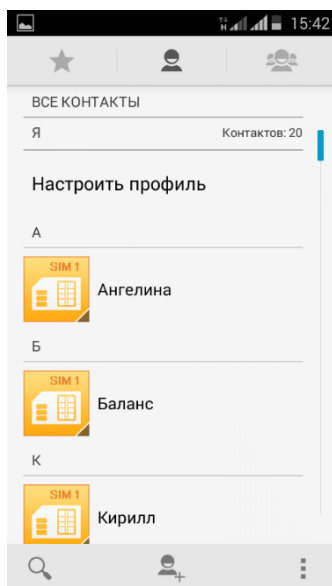 H 15:42
ВСЕ КОНТАКТЫ
Я Контактов: 20
Настроить профиль
А
SIM 1
Ангелина
Б
SIM 1
Баланс
К
SIM 1
Кирилл